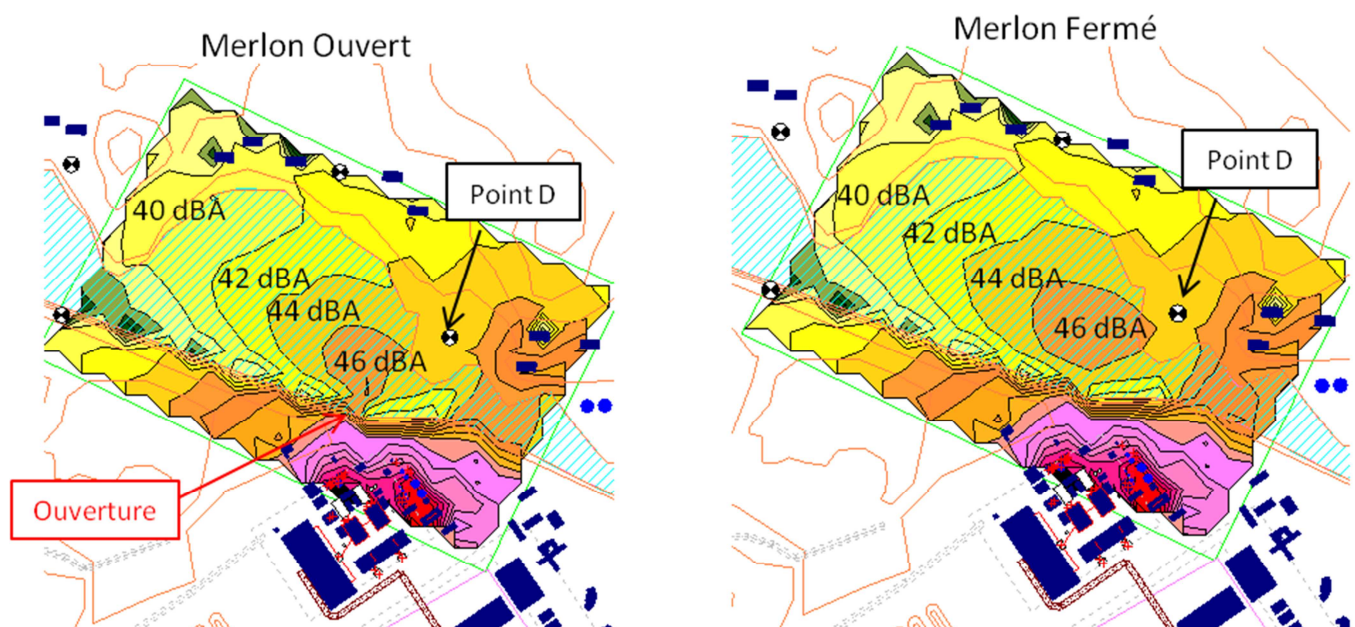 Merlon Ouvert
Point D
40 dBA
42 dBA
44 dBA
46 dBA
Ouverture
Merlon Fermé
Point D
40 dBA
42 dBA
44 dBA
46 dBA